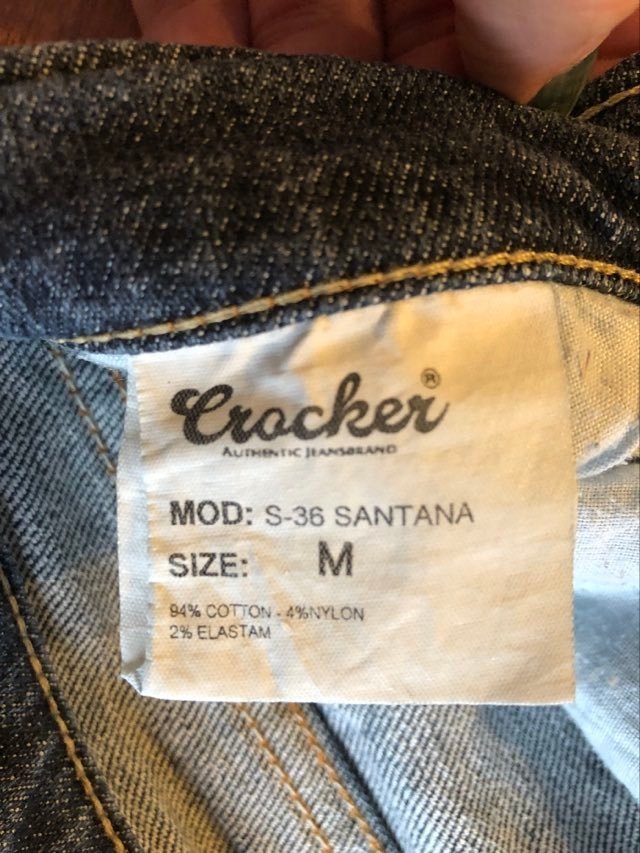 Crocker®
AUTHENTIC JEANSBRAND
MOD: S-36 SANTANA
SIZE: M
94% COTTON - 4%NYLON
2% ELASTAM